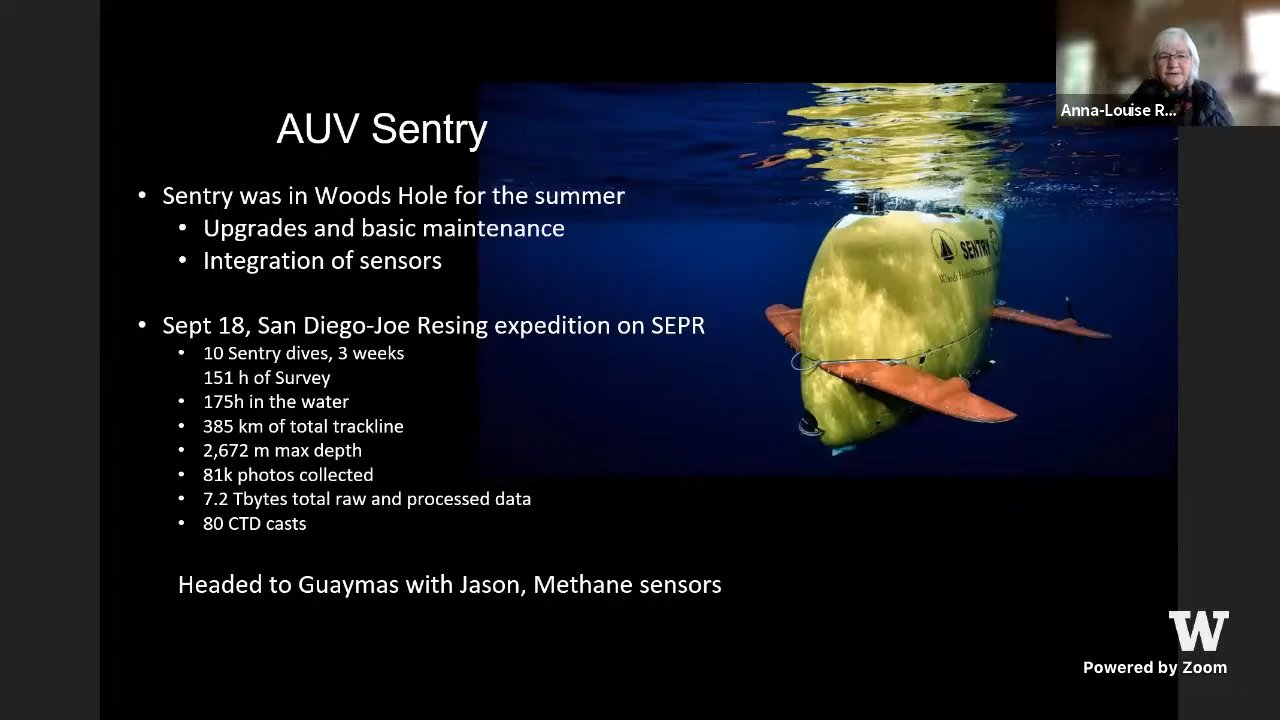 Anna-Louise R...
AUV Sentry
• Sentry was in Woods Hole for the summer
• Upgrades and basic maintenance
• Integration of sensors
• Sept 18, San Diego-Joe Resing expedition on SEPR
• 10 Sentry dives, 3 weeks
151 h of Survey
• 175h in the water
• 385 km of total trackline
• 2,672 m max depth
• 81k photos collected
• 7.2 Tbytes total raw and processed data
• 80 CTD casts
Headed to Guaymas with Jason, Methane sensors
SENTRY
Woods Hole
W
Powered by Zoom